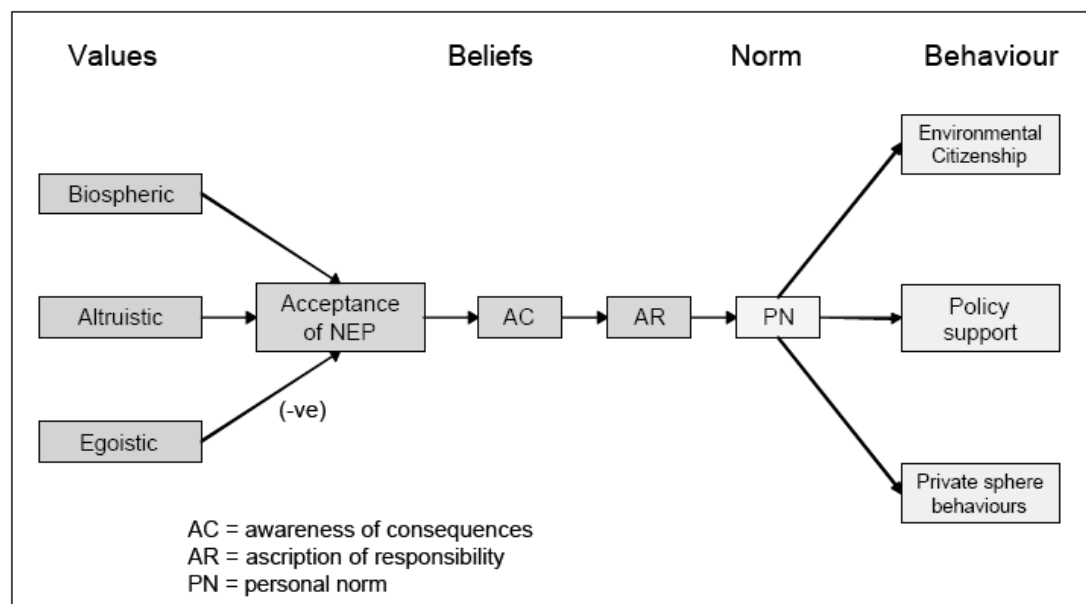 Values Beliefs Norm Behaviour
Environmental
Citizenship
Biospheric
Altruistic
Acceptance
of NEP
AC
AR
PN
Policy
support
(-ve)
Egoistic
Private sphere
behaviours
AC = awareness of consequences
AR = ascription of responsibility
PN = personal norm